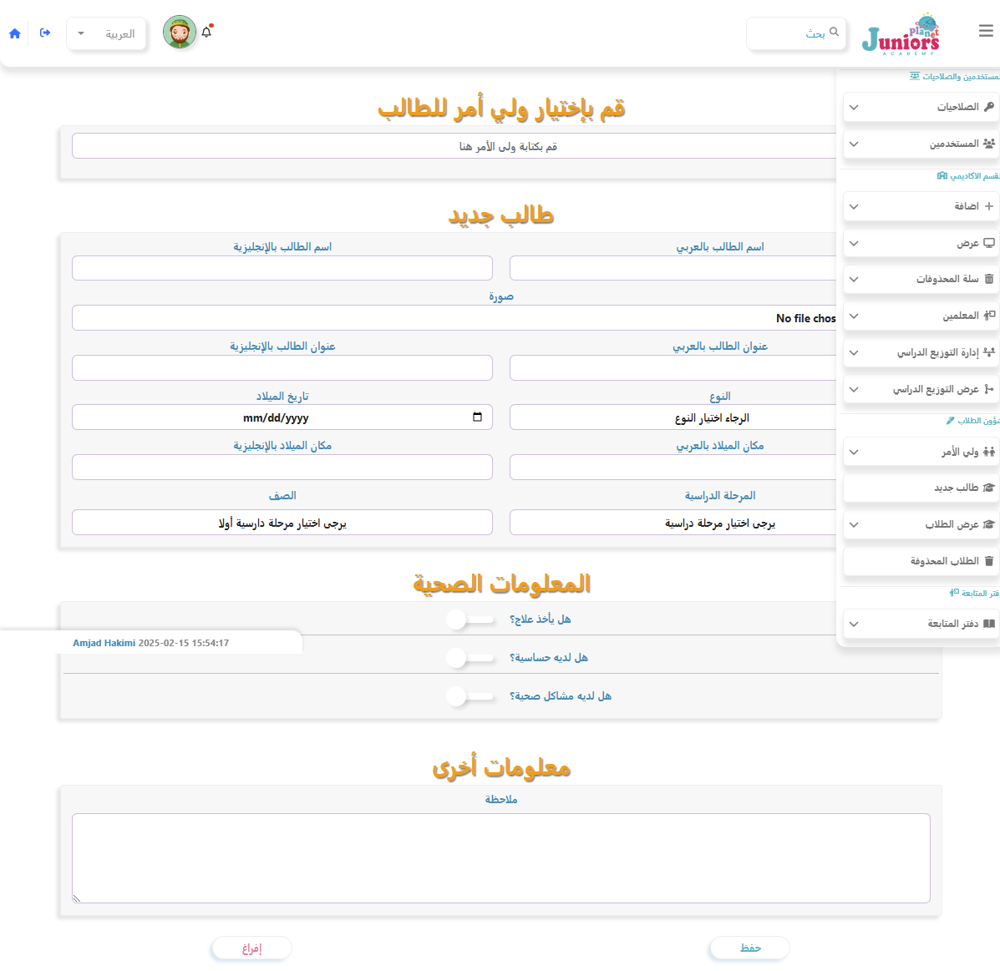 planet
Juniors
ACADEMY
بحث
العربية
المستخدمين والصلاحيات
الصلاحيات
المستخدمين
القسم الاكاديمي
اضافة
عرض
سلة المحذوفات
المعلمين
إدارة التوزيع الدراسي
عرض التوزيع الدراسي
شؤون الطلاب
ولي الأمر
طالب جديد
عرض الطلاب
الطلاب المحذوفة
دفتر المتابعة
دفتر المتابعة
قم بإختيار ولي أمر للطالب
قم بكتابة ولي الأمر هنا
طالب جديد
اسم الطالب بالعربي
اسم الطالب بالإنجليزية
صورة
No file chos
عنوان الطالب بالعربي
عنوان الطالب بالإنجليزية
النوع
تاريخ الميلاد
الرجاء اختيار النوع
mm/dd/yyyy
مكان الميلاد بالعربي
مكان الميلاد بالإنجليزية
المرحلة الدراسية
الصف
يرجى اختيار مرحلة دراسية
يرجى اختيار مرحلة دارسية أولا
المعلومات الصحية
هل يأخذ علاج؟
Amjad Hakimi 2025-02-15 15:54:17
هل لديه حساسية؟
هل لديه مشاكل صحية؟
معلومات أخرى
ملاحظة
حفظ
إفراغ